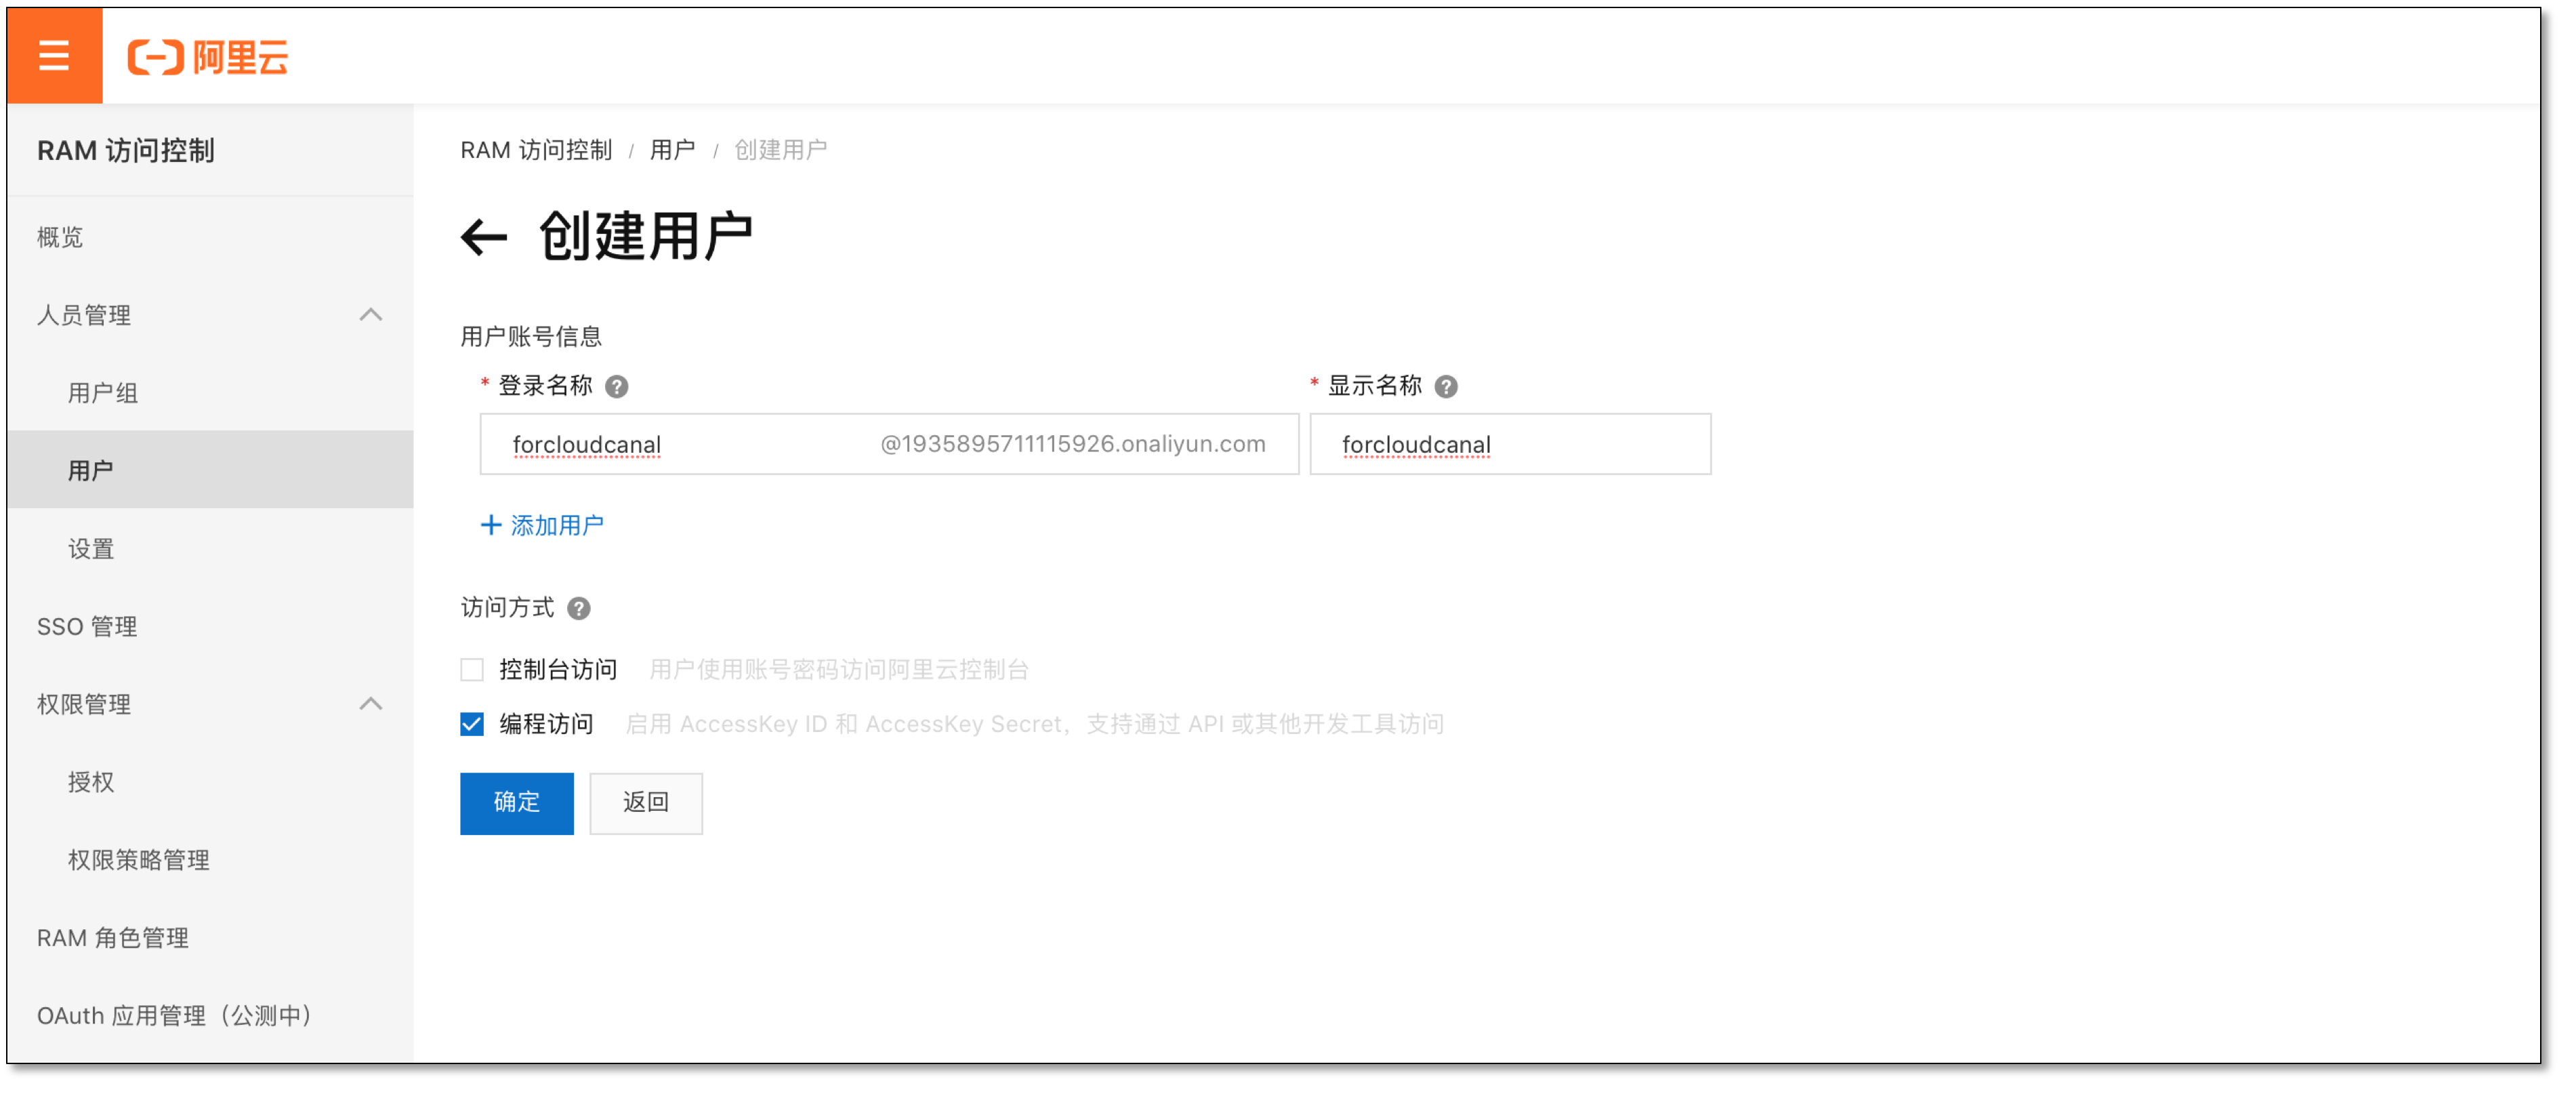 阿里云
RAM 访问控制
概览
人员管理
用户组
用户
设置
SSO 管理
权限管理
授权
权限策略管理
RAM 角色管理
OAuth 应用管理（公测中）
RAM 访问控制 / 用户 / 创建用户
创建用户
用户账号信息
* 登录名称 ? * 显示名称 ?
forcloudcanal @1935895711115926.onaliyun.com forcloudcanal
+ 添加用户
访问方式 ?
控制台访问 用户使用账号密码访问阿里云控制台
编程访问 启用 AccessKey ID 和 AccessKey Secret，支持通过 API 或其他开发工具访问
确定 返回